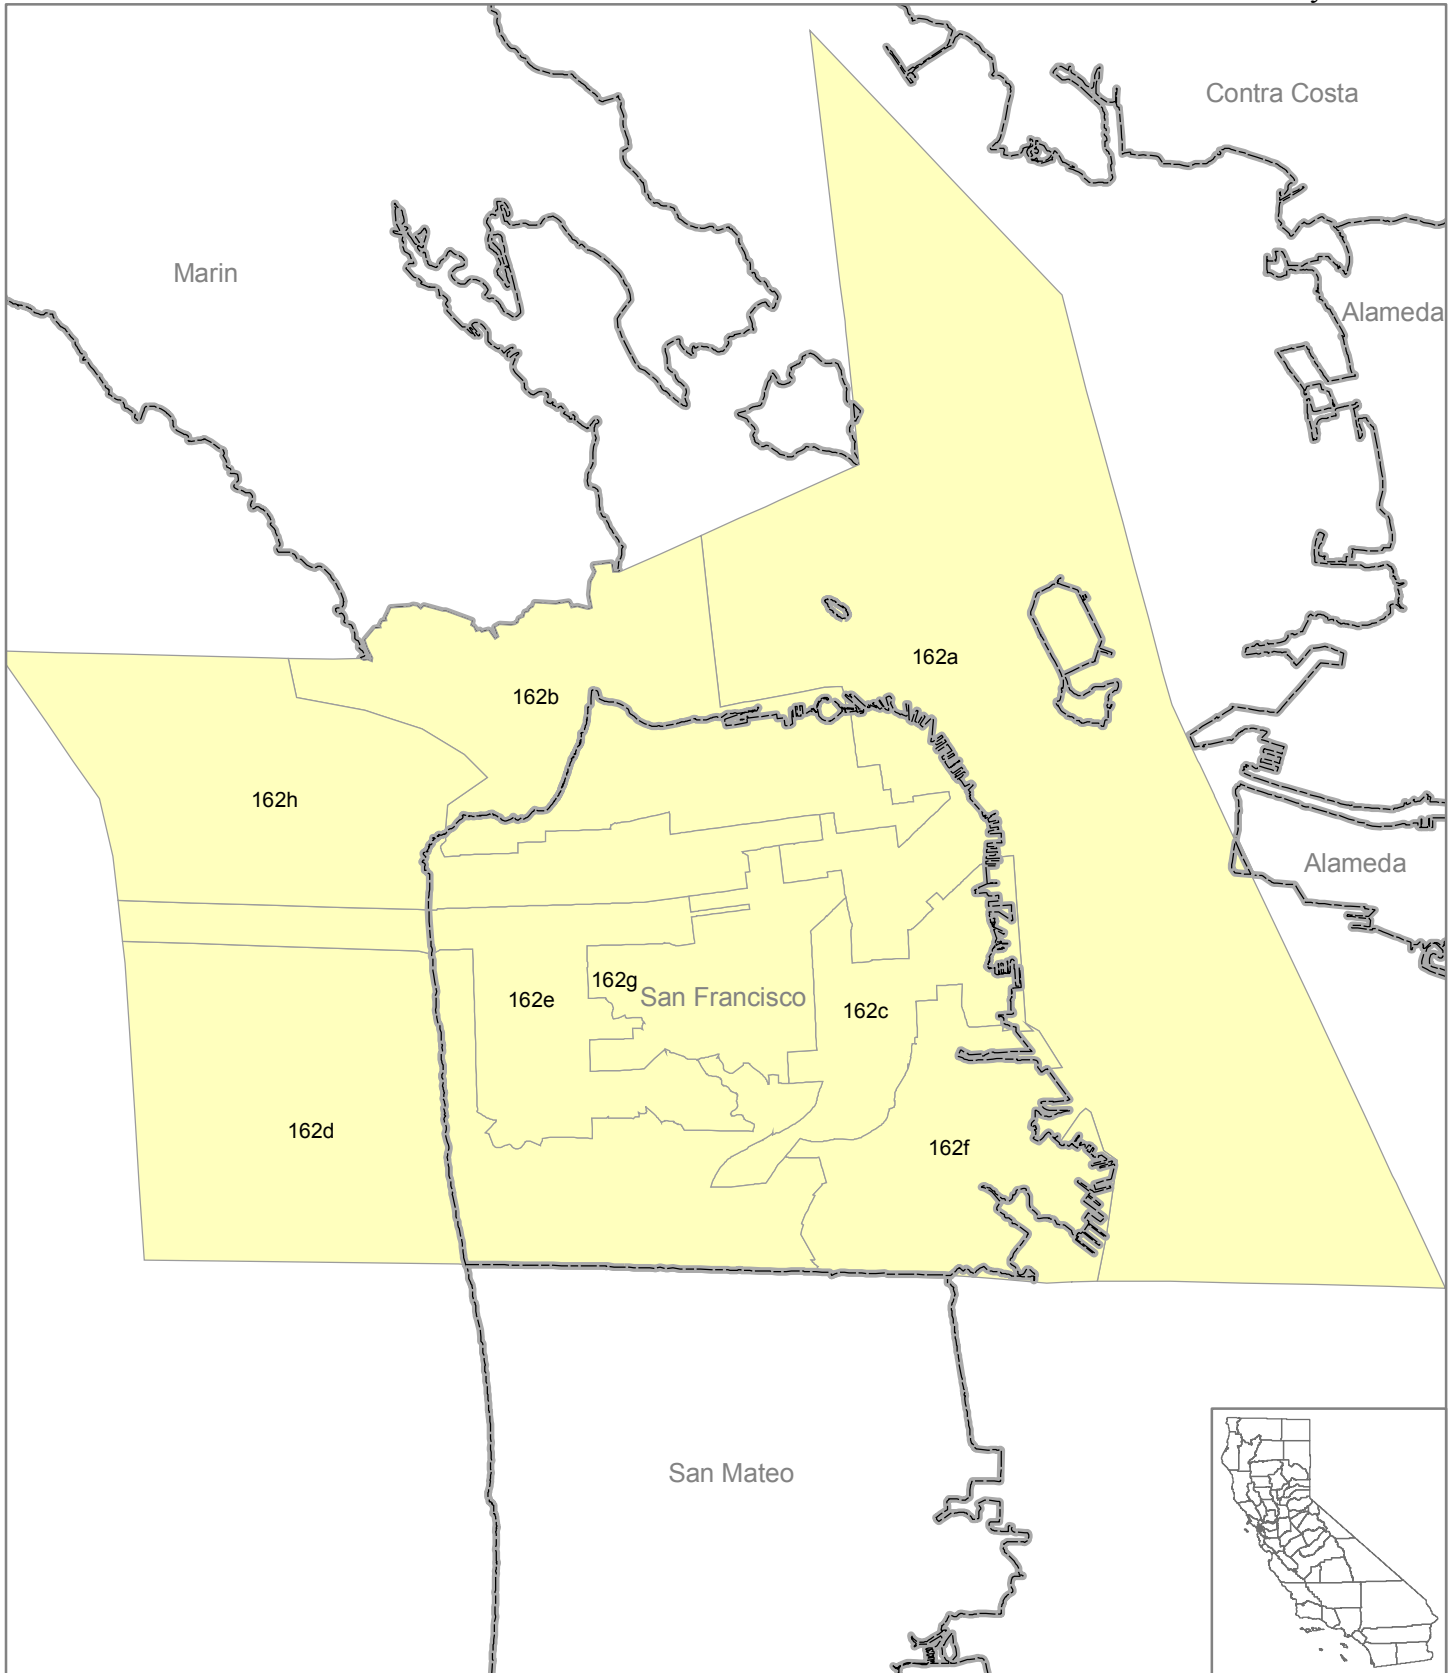 Contra Costa
Marin
Alameda
162a
162b
162h
Alameda
162g
162e
San Francisco
162c
162d
162f
San Mateo